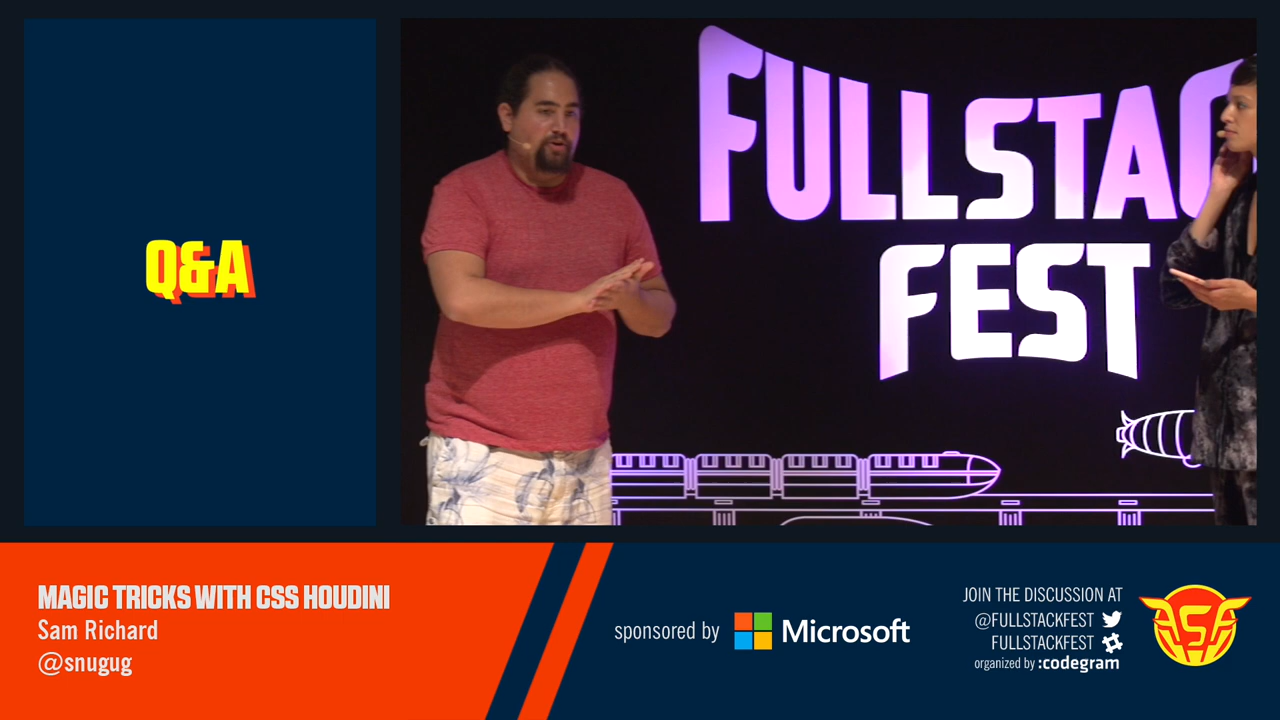 Q&A
FULLSTAC
FEST
MAGIC TRICKS WITH CSS HOUDINI
Sam Richard
@snugug
sponsored by Microsoft
JOIN THE DISCUSSION AT
@FULLSTACKFEST
FULLSTACKFEST
organized by :codegram
FSF